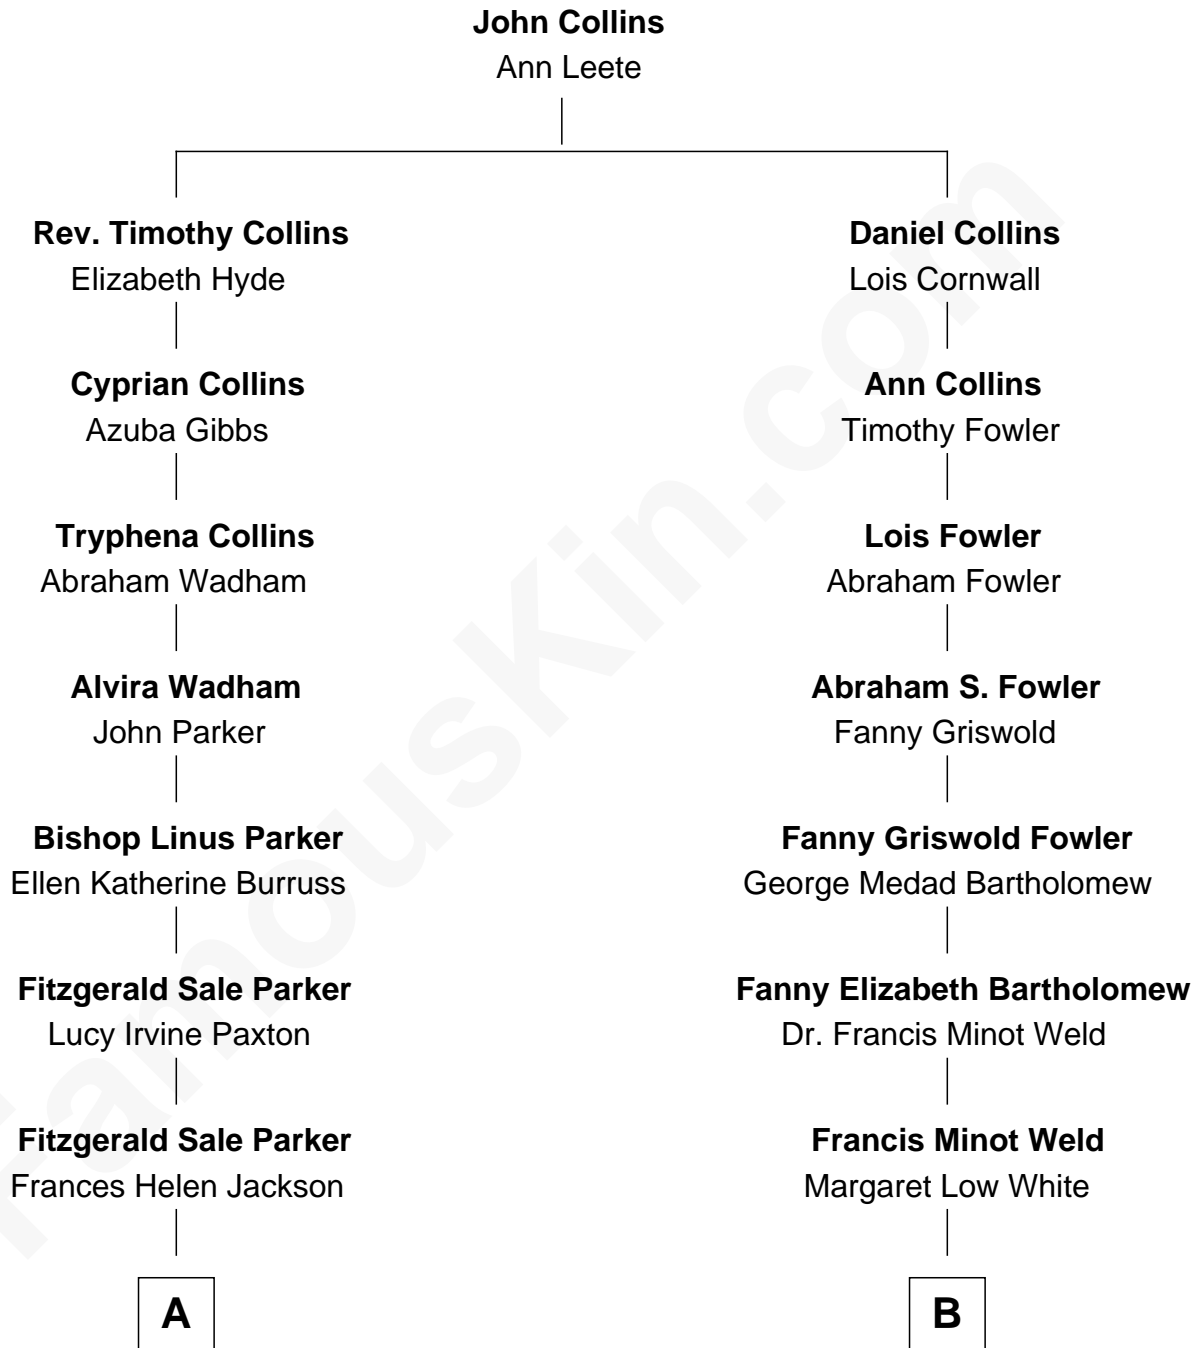 John Collins
Ann Leete
Rev. Timothy Collins
Elizabeth Hyde
Cyprian Collins
Azuba Gibbs
Tryphena Collins
Abraham Wadham
Alvira Wadham
John Parker
Bishop Linus Parker
Ellen Katherine Burruss
Fitzgerald Sale Parker
Lucy Irvine Paxton
Fitzgerald Sale Parker
Frances Helen Jackson
A
Daniel Collins
Lois Cornwall
Ann Collins
Timothy Fowler
Lois Fowler
Abraham Fowler
Abraham S. Fowler
Fanny Griswold
Fanny Griswold Fowler
George Medad Bartholomew
Fanny Elizabeth Bartholomew
Dr. Francis Minot Weld
Francis Minot Weld
Margaret Low White
B
FamousKin.com